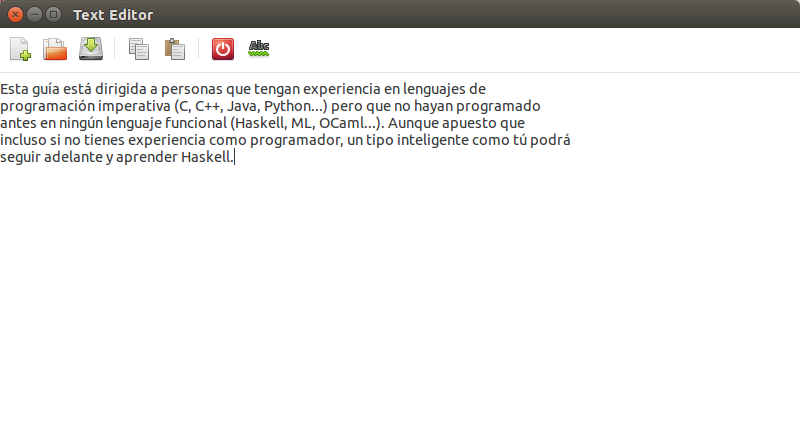 Text Editor
Abc
Esta guía está dirigida a personas que tengan experiencia en lenguajes de
programación imperativa (C, C++, Java, Python...) pero que no hayan programado
antes en ningún lenguaje funcional (Haskell, ML, OCaml...). Aunque apuesto que
incluso si no tienes experiencia como programador, un tipo inteligente como tú podrá
seguir adelante y aprender Haskell.